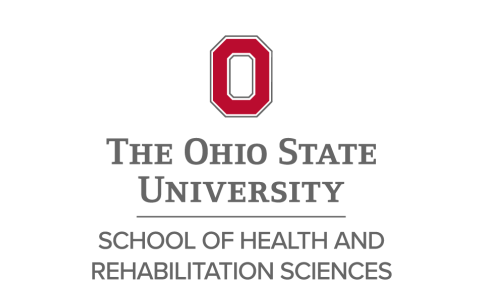 O
THE OHIO STATE
UNIVERSITY
SCHOOL OF HEALTH AND
REHABILITATION SCIENCES